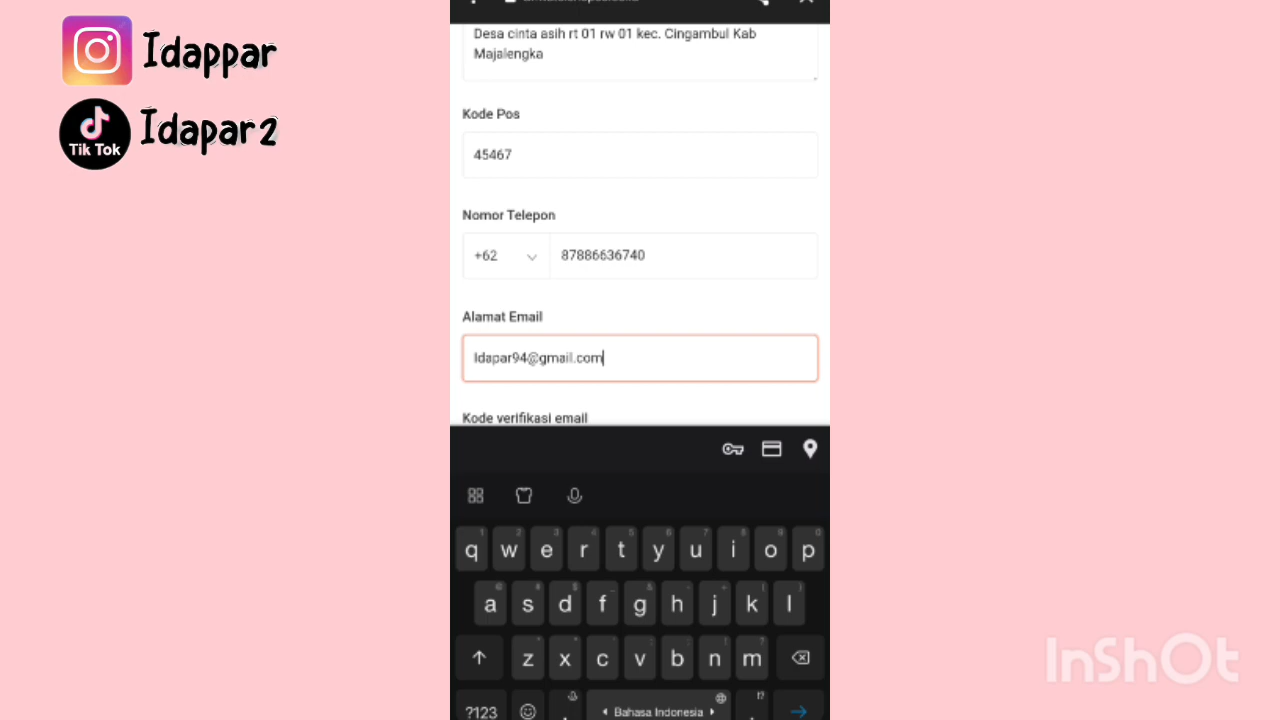 Idappar
Tik Tok
Idapar2
Desa cinta asih rt 01 rw 01 kec. Cingambul Kab
Majalengka
Kode Pos
45467
Nomor Telepon
+62 87886636740
Alamat Email
Idapar94@gmail.com
Kode verifikasi email
q w e r t y u i o p
a s d f g h j k l
z x c v b n m
?123 Bahasa Indonesia
InShOt